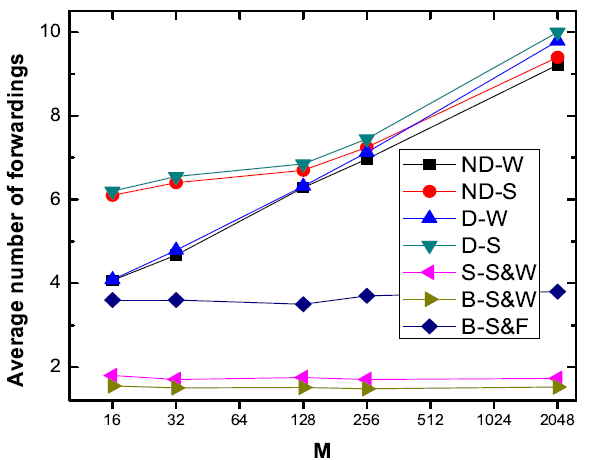 Average number of forwardings
10
8
6
4
2
16 32 64 128 256 512 1024 2048
M
ND-W
ND-S
D-W
D-S
S-S&W
B-S&W
B-S&F